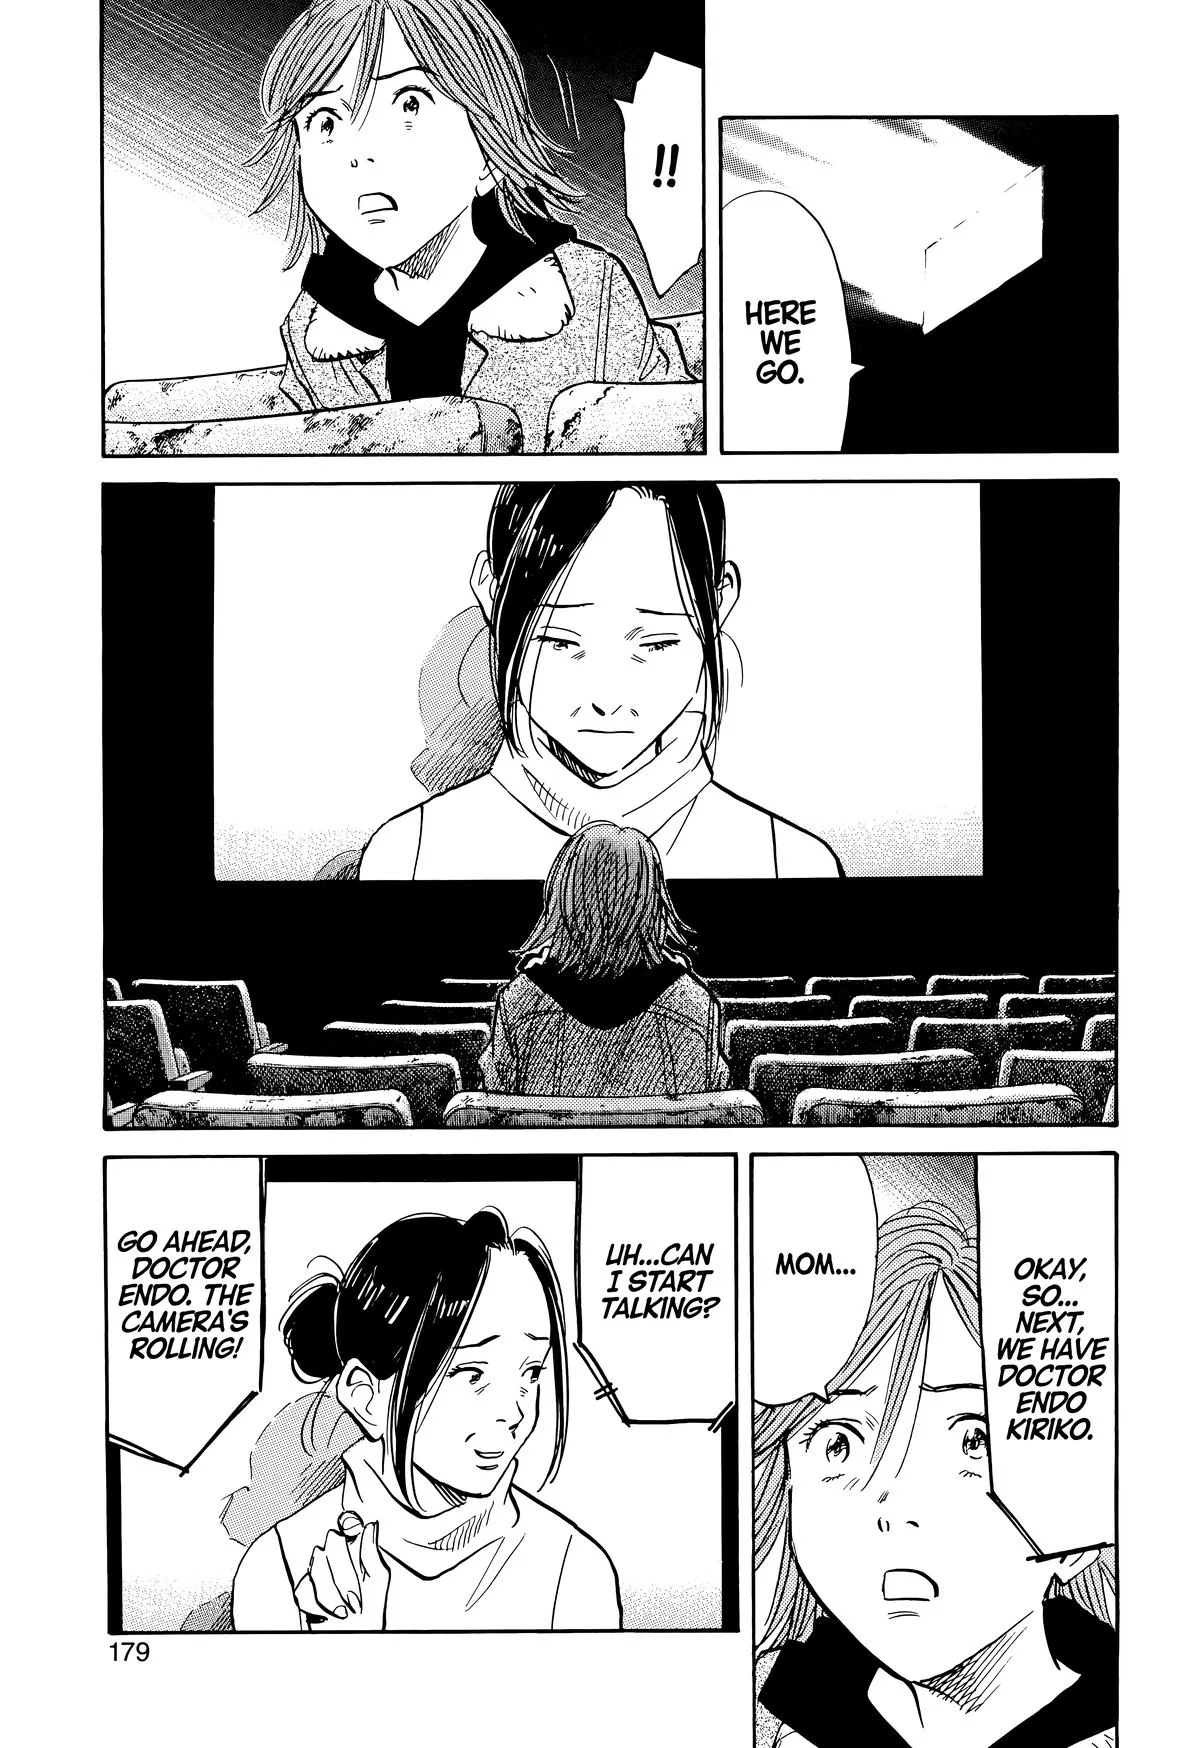 HERE
WE
GO.
!!
OKAY,
SO...
NEXT,
WE HAVE
DOCTOR
ENDO
KIRIKO.
MOM...
UH...CAN
I START
TALKING?
GO AHEAD,
DOCTOR
ENDO. THE
CAMERA'S
ROLLING!
179